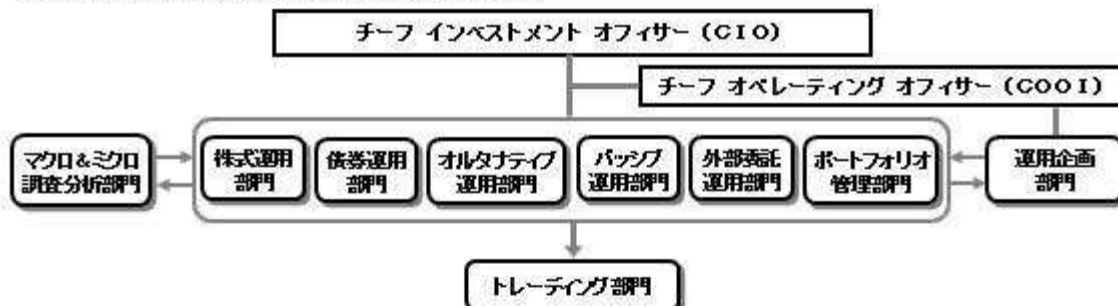 チーフ インベストメント オフィサー (CIO)
チーフ オペレーティング オフィサー (COOI)
マクロ&ミクロ
調査分析部門
株式運用
部門
債券運用
部門
オルタナティブ
運用部門
パッシブ
運用部門
外部委託
運用部門
ポートフォリオ
管理部門
運用企画
部門
トレーディング部門